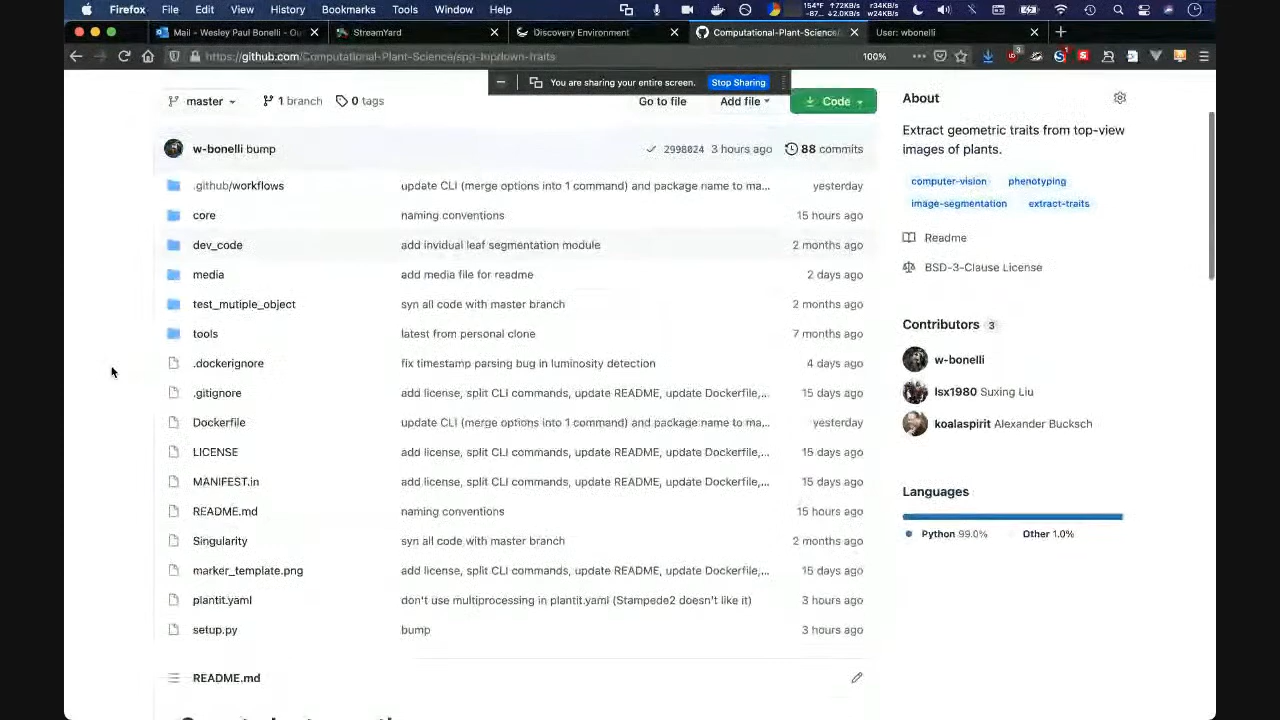 Firefox File Edit View History Bookmarks Tools Window Help 154°F ↑72KB/s r34KB/s -87... ↓2.0KB/s w24KB/s
Mail - Wesley Paul Bonelli - Ou StreamYard Discovery Environment Computational-Plant-Science/ User: wbonelli
100%
You are sharing your entire screen. Stop Sharing
master 1 branch 0 tags Go to file Add file Code
w-bonelli bump 2998024 3 hours ago 88 commits
.github/workflows update CLI (merge options into 1 command) and package name to ma... yesterday
core naming conventions 15 hours ago
dev_code add invidual leaf segmentation module 2 months ago
media add media file for readme 2 days ago
test_mutiple_object syn all code with master branch 2 months ago
tools latest from personal clone 7 months ago
.dockerignore fix timestamp parsing bug in luminosity detection 4 days ago
.gitignore add license, split CLI commands, update README, update Dockerfile,... 15 days ago
Dockerfile update CLI (merge options into 1 command) and package name to ma... yesterday
LICENSE add license, split CLI commands, update README, update Dockerfile,... 15 days ago
MANIFEST.in add license, split CLI commands, update README, update Dockerfile,... 15 days ago
README.md naming conventions 15 hours ago
Singularity syn all code with master branch 2 months ago
marker_template.png add license, split CLI commands, update README, update Dockerfile,... 15 days ago
plantit.yaml don't use multiprocessing in plantit.yaml (Stampede2 doesn't like it) 3 hours ago
setup.py bump 3 hours ago
README.md
About
Extract geometric traits from top-view
images of plants.
computer-vision phenotyping
image-segmentation extract-traits
Readme
BSD-3-Clause License
Contributors 3
w-bonelli
lsx1980 Suxing Liu
koalaspirit Alexander Bucksch
Languages
Python 99.0% Other 1.0%